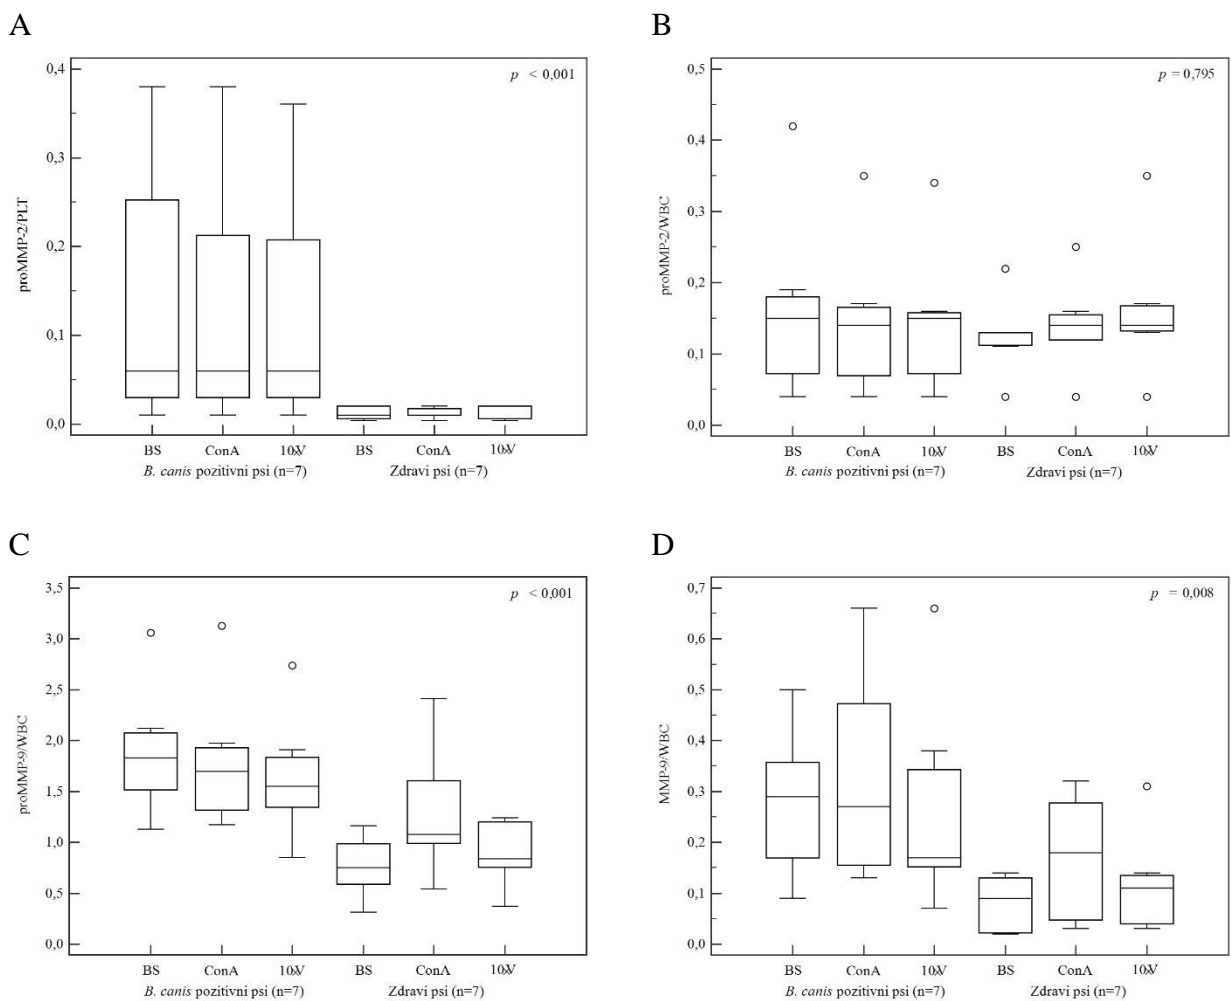 A
p < 0,001
proMMP-2/PLT
0,4
0,3
0,2
0,1
0,0
BS ConA 10xV BS ConA 10xV
B. canis pozitivni psi (n=7) Zdravi psi (n=7)
B
p = 0,795
proMMP-2/WBC
0,5
0,4
0,3
0,2
0,1
0,0
BS ConA 10xV BS ConA 10xV
B. canis pozitivni psi (n=7) Zdravi psi (n=7)
C
p < 0,001
proMMP-9/WBC
3,5
3,0
2,5
2,0
1,5
1,0
0,5
0,0
BS ConA 10xV BS ConA 10xV
B. canis pozitivni psi (n=7) Zdravi psi (n=7)
D
p = 0,008
MMP-9/WBC
0,7
0,6
0,5
0,4
0,3
0,2
0,1
0,0
BS ConA 10xV BS ConA 10xV
B. canis pozitivni psi (n=7) Zdravi psi (n=7)